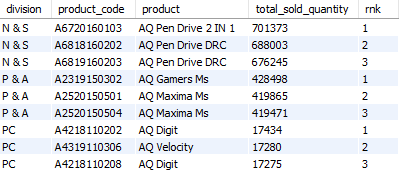 division product_code product total_sold_quantity rnk
N & S A6720160103 AQ Pen Drive 2 IN 1 701373 1
N & S A6818160202 AQ Pen Drive DRC 688003 2
N & S A6819160203 AQ Pen Drive DRC 676245 3
P & A A2319150302 AQ Gamers Ms 428498 1
P & A A2520150501 AQ Maxima Ms 419865 2
P & A A2520150504 AQ Maxima Ms 419471 3
PC A4218110202 AQ Digit 17434 1
PC A4319110306 AQ Velocity 17280 2
PC A4218110208 AQ Digit 17275 3